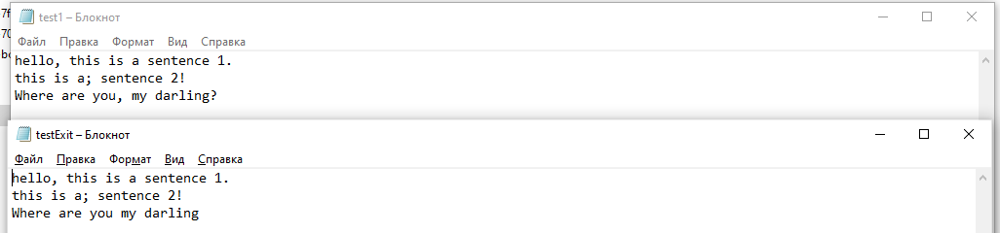 7f
test1 – Блокнот
70
Файл Правка Формат Вид Справка
hello, this is a sentence 1.
this is a; sentence 2!
Where are you, my darling?
testExit – Блокнот
Файл Правка Формат Вид Справка
hello, this is a sentence 1.
this is a; sentence 2!
Where are you my darling